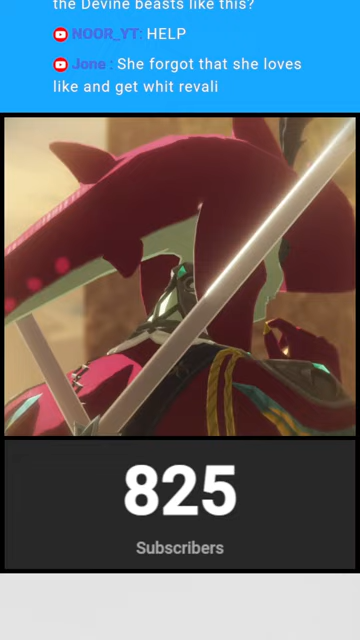 the Devine beasts like this?
NOOR_YT: HELP
Jone : She forgot that she loves
like and get whit revali
825
Subscribers